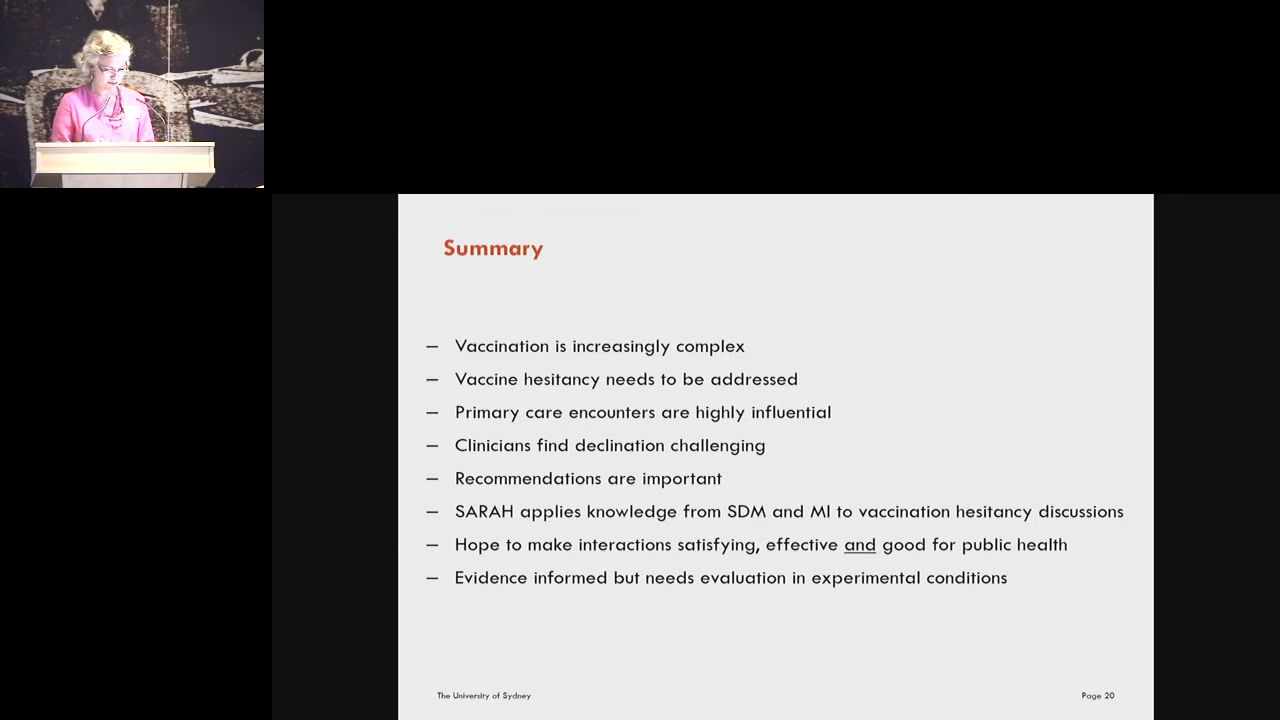 Summary
– Vaccination is increasingly complex
– Vaccine hesitancy needs to be addressed
– Primary care encounters are highly influential
– Clinicians find declination challenging
– Recommendations are important
– SARAH applies knowledge from SDM and MI to vaccination hesitancy discussions
– Hope to make interactions satisfying, effective and good for public health
– Evidence informed but needs evaluation in experimental conditions
The University of Sydney
Page 20